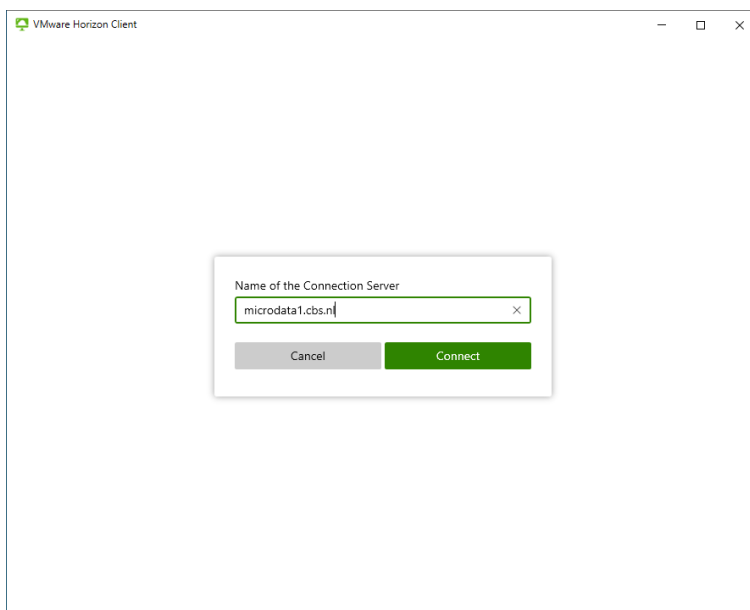 VMware Horizon Client
Name of the Connection Server
microdata1.cbs.nl
Cancel
Connect